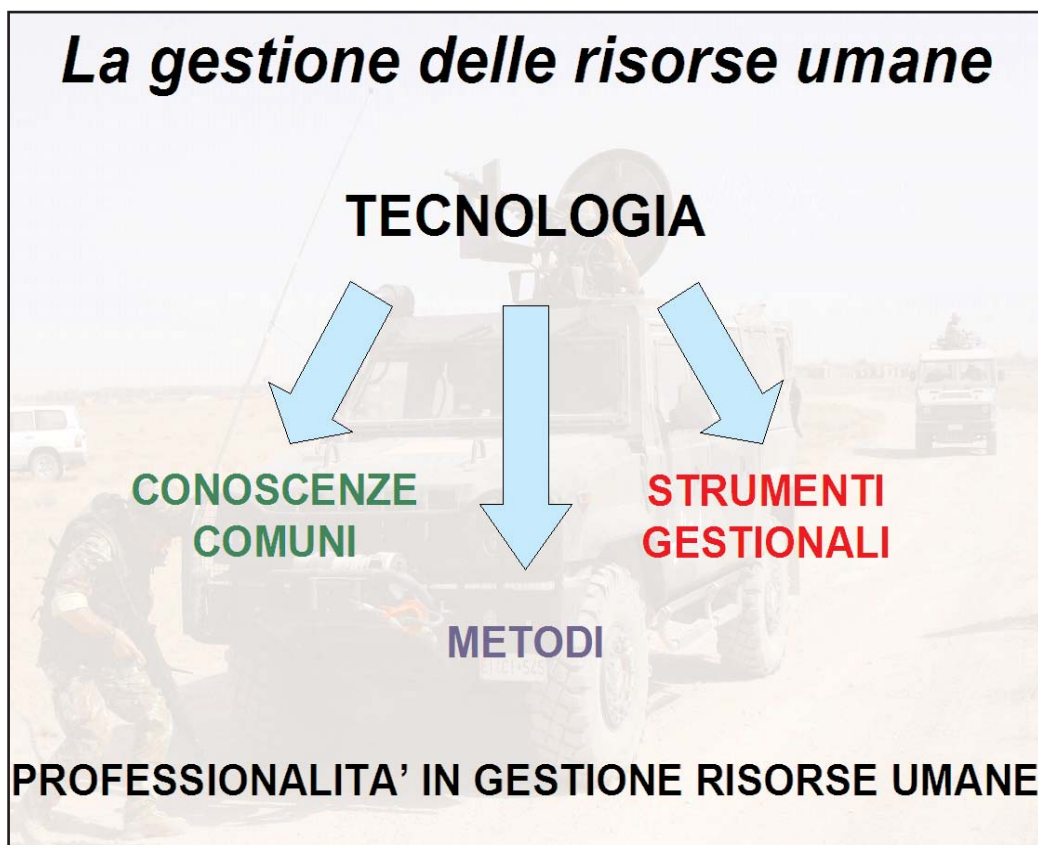 La gestione delle risorse umane
TECNOLOGIA
CONOSCENZE
COMUNI
STRUMENTI
GESTIONALI
METODI
PROFESSIONALITA' IN GESTIONE RISORSE UMANE